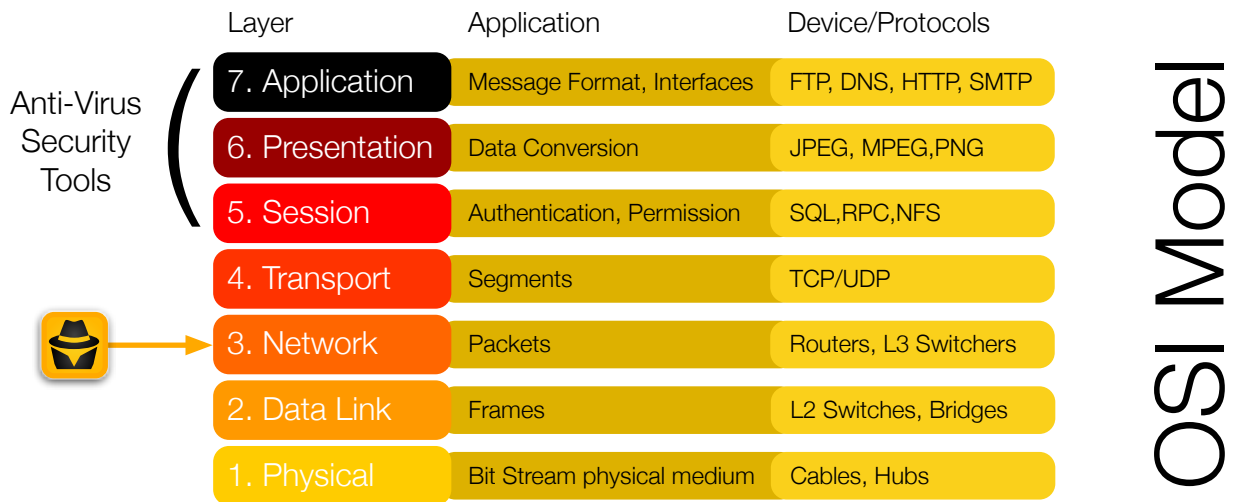 Layer Application Device/Protocols
Anti-Virus
Security
Tools
7. Application Message Format, Interfaces FTP, DNS, HTTP, SMTP
6. Presentation Data Conversion JPEG, MPEG,PNG
5. Session Authentication, Permission SQL,RPC,NFS
4. Transport Segments TCP/UDP
3. Network Packets Routers, L3 Switchers
2. Data Link Frames L2 Switches, Bridges
1. Physical Bit Stream physical medium Cables, Hubs
OSI Model